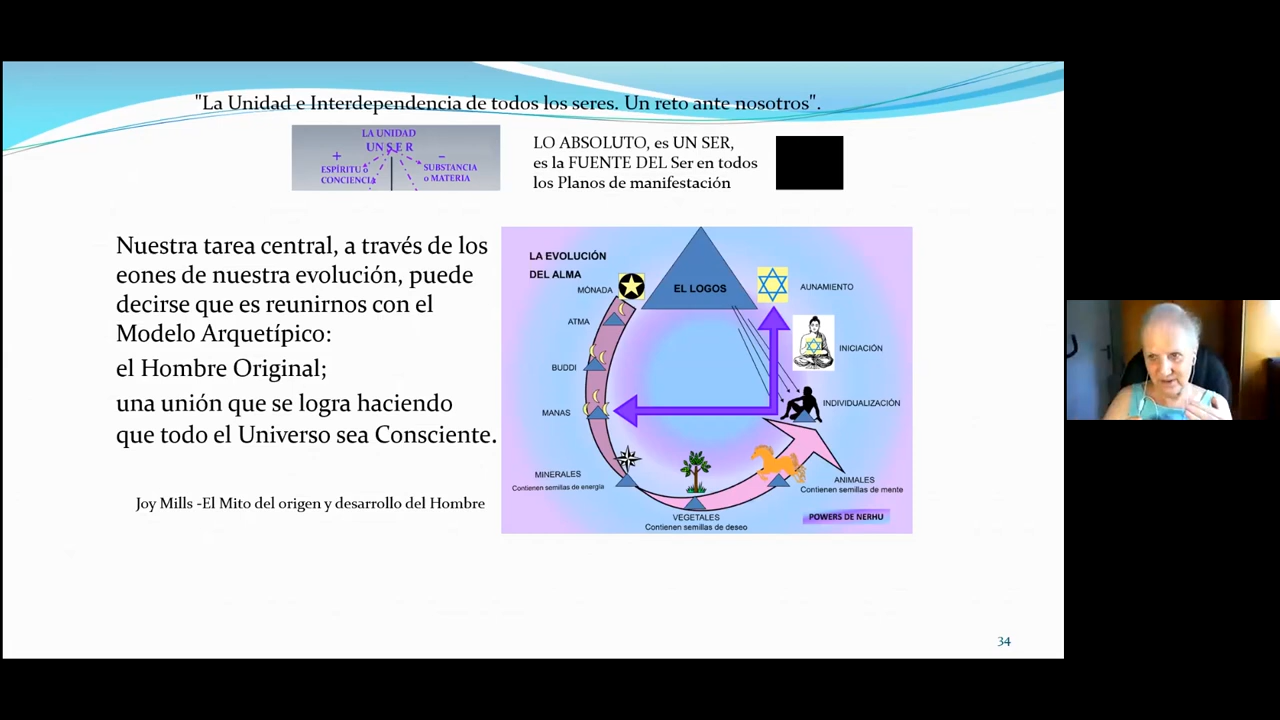 "La Unidad e Interdependencia de todos los seres. Un reto ante nosotros".
LA UNIDAD
UN SER
+
ESPÍRITU o
CONCIENCIA
–
SUBSTANCIA
o MATERIA
LO ABSOLUTO, es UN SER,
es la FUENTE DEL Ser en todos
los Planos de manifestación
Nuestra tarea central, a través de los
eones de nuestra evolución, puede
decirse que es reunirnos con el
Modelo Arquetípico:
el Hombre Original;
una unión que se logra haciendo
que todo el Universo sea Consciente.
Joy Mills -El Mito del origen y desarrollo del Hombre
LA EVOLUCIÓN
DEL ALMA
EL LOGOS
MÓNADA
AUNAMIENTO
ATMA
INICIACIÓN
BUDDI
MANAS
INDIVIDUALIZACIÓN
MINERALES
Contienen semillas de energía
ANIMALES
Contienen semillas de mente
VEGETALES
Contienen semillas de deseo
POWERS DE NERHU
34